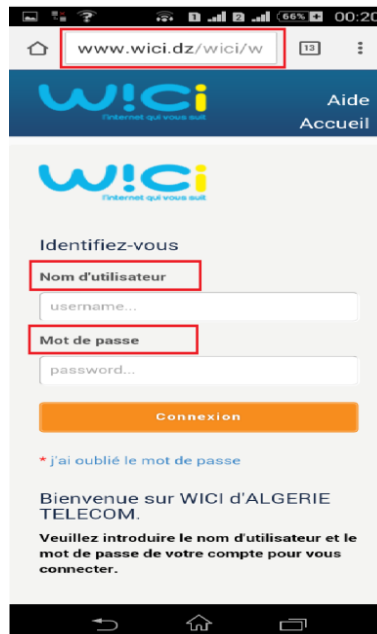 66% 00:20
www.wici.dz/wici/w 13
w!ci
l'internet qui vous suit
Aide
Accueil
w!ci
l'internet qui vous suit
Identifiez-vous
Nom d'utilisateur
username...
Mot de passe
password...
Connexion
* j'ai oublié le mot de passe
Bienvenue sur WICI d'ALGERIE
TELECOM.
Veuillez introduire le nom d'utilisateur et le
mot de passe de votre compte pour vous
connecter.